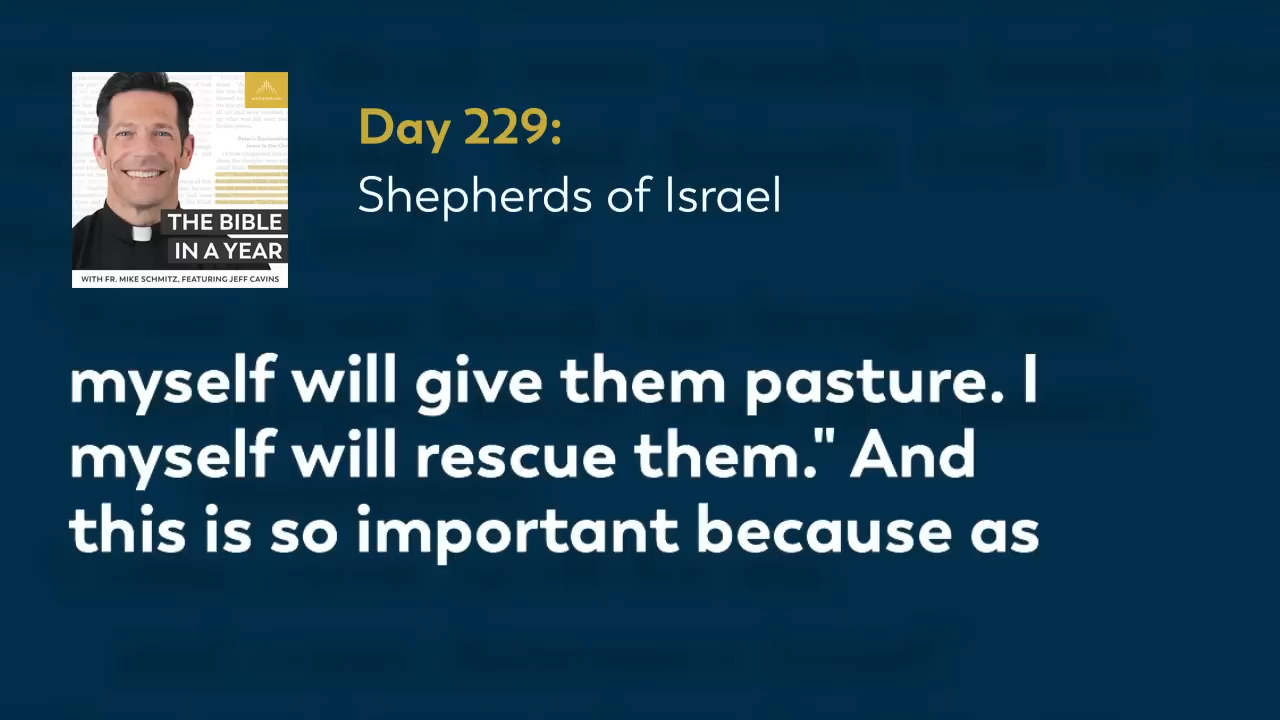 Day 229:
Shepherds of Israel
THE BIBLE
IN A YEAR
WITH FR. MIKE SCHMITZ, FEATURING JEFF CAVINS
myself will give them pasture. I
myself will rescue them." And
this is so important because as